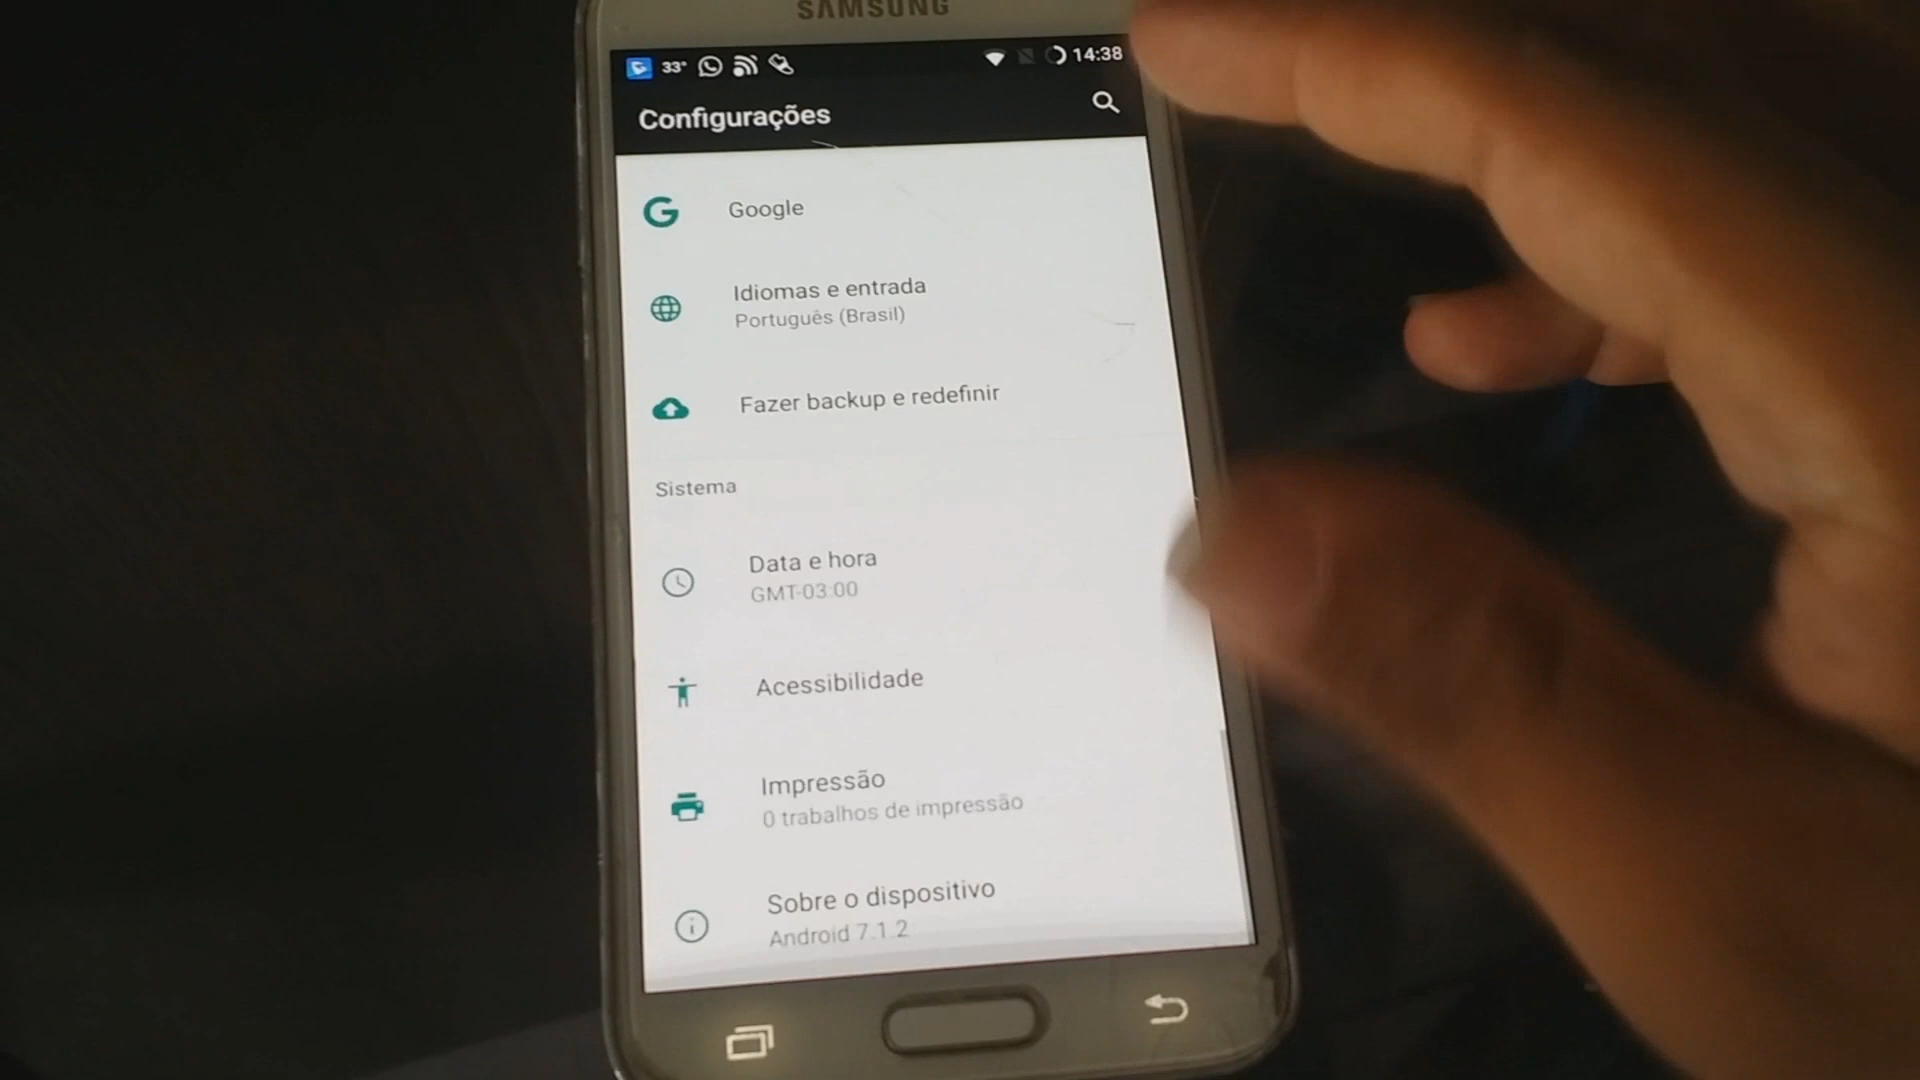 SAMSUNG
33° 14:38
Configurações
Google
Idiomas e entrada
Português (Brasil)
Fazer backup e redefinir
Sistema
Data e hora
GMT-03:00
Acessibilidade
Impressão
0 trabalhos de impressão
Sobre o dispositivo
Android 7.1.2